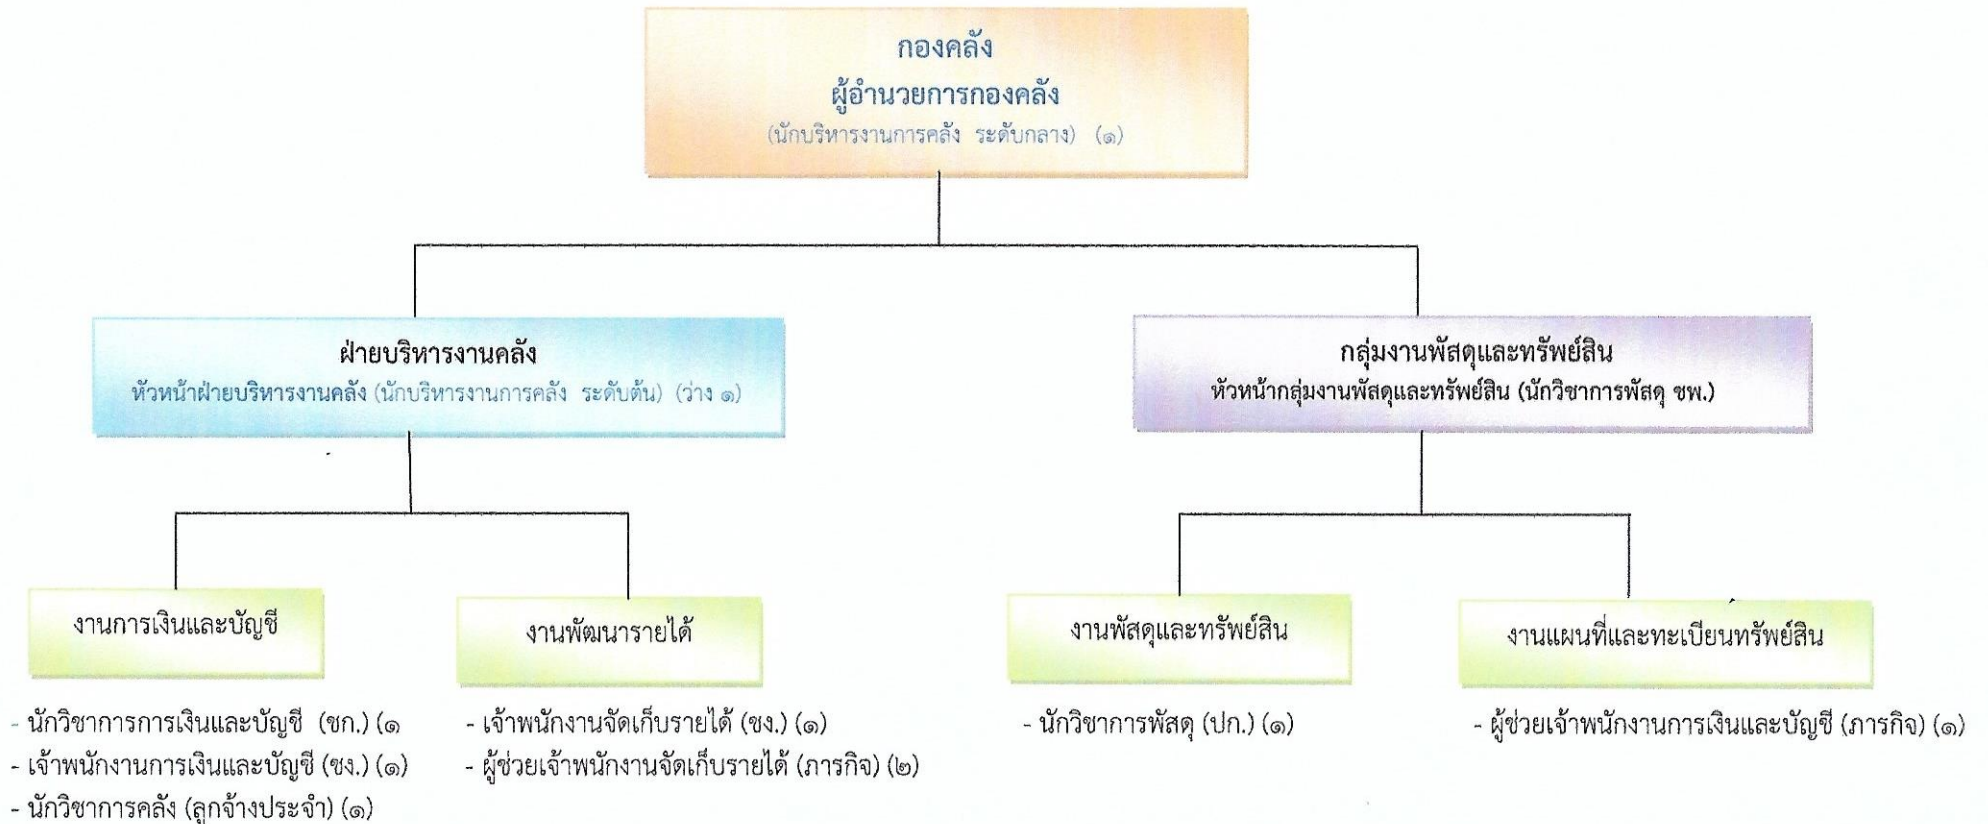 กองคลัง
ผู้อำนวยการกองคลัง
(นักบริหารงานการคลัง ระดับกลาง) (๑)
ฝ่ายบริหารงานคลัง
หัวหน้าฝ่ายบริหารงานคลัง (นักบริหารงานการคลัง ระดับต้น) (ว่าง ๑)
กลุ่มงานพัสดุและทรัพย์สิน
หัวหน้ากลุ่มงานพัสดุและทรัพย์สิน (นักวิชาการพัสดุ ชพ.)
งานการเงินและบัญชี
- นักวิชาการการเงินและบัญชี (ชก.) (๑
- เจ้าพนักงานการเงินและบัญชี (ชง.) (๑)
- นักวิชาการคลัง (ลูกจ้างประจำ) (๑)
งานพัฒนารายได้
- เจ้าพนักงานจัดเก็บรายได้ (ชง.) (๑)
- ผู้ช่วยเจ้าพนักงานจัดเก็บรายได้ (ภารกิจ) (๒)
งานพัสดุและทรัพย์สิน
- นักวิชาการพัสดุ (ปก.) (๑)
งานแผนที่และทะเบียนทรัพย์สิน
- ผู้ช่วยเจ้าพนักงานการเงินและบัญชี (ภารกิจ) (๑)